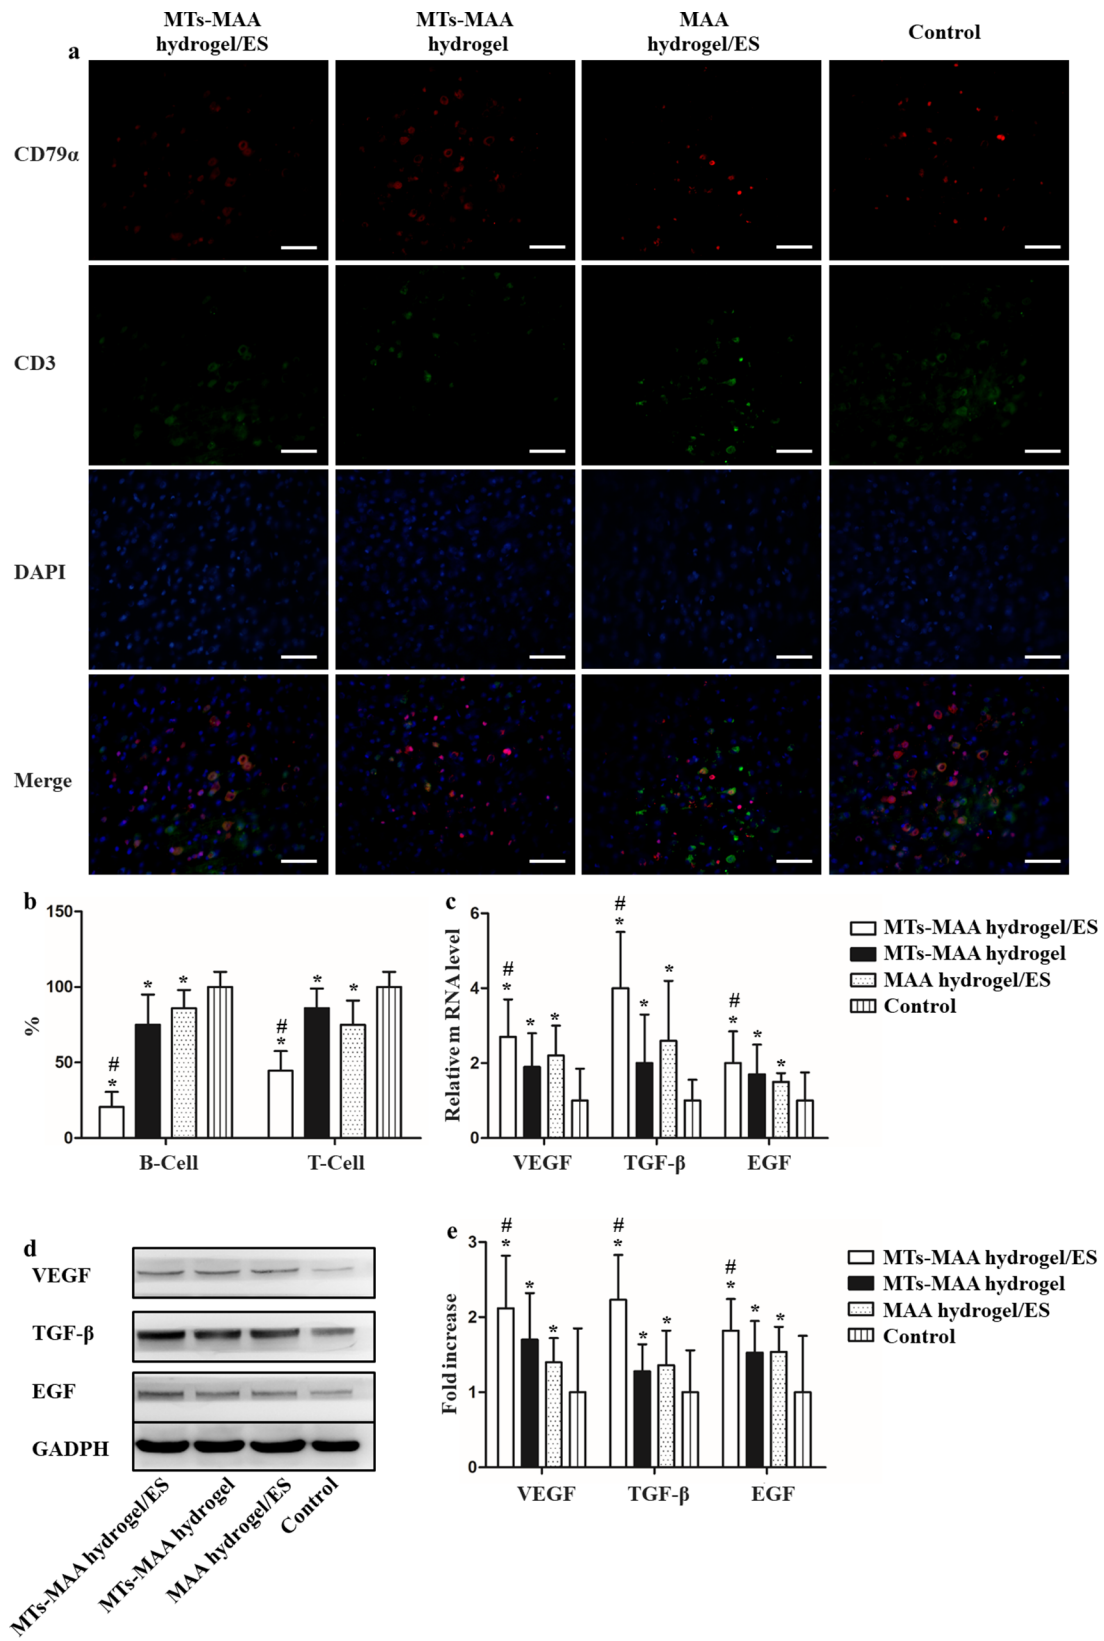 MTs-MAA
hydrogel/ES
MTs-MAA
hydrogel
MAA
hydrogel/ES
Control
a
CD79α
CD3
DAPI
Merge
b
150
100
50
0
%
# *
* *
# *
* *
B-Cell
T-Cell
c
6
4
2
0
Relative m RNA level
# *
* *
# *
* *
# *
* *
VEGF
TGF-β
EGF
MTs-MAA hydrogel/ES
MTs-MAA hydrogel
MAA hydrogel/ES
Control
d
VEGF
TGF-β
EGF
GADPH
MTs-MAA hydrogel/ES
MTs-MAA hydrogel
MAA hydrogel/ES
Control
e
3
2
1
0
Fold increase
# *
* *
# *
* *
# *
* *
VEGF
TGF-β
EGF
MTs-MAA hydrogel/ES
MTs-MAA hydrogel
MAA hydrogel/ES
Control